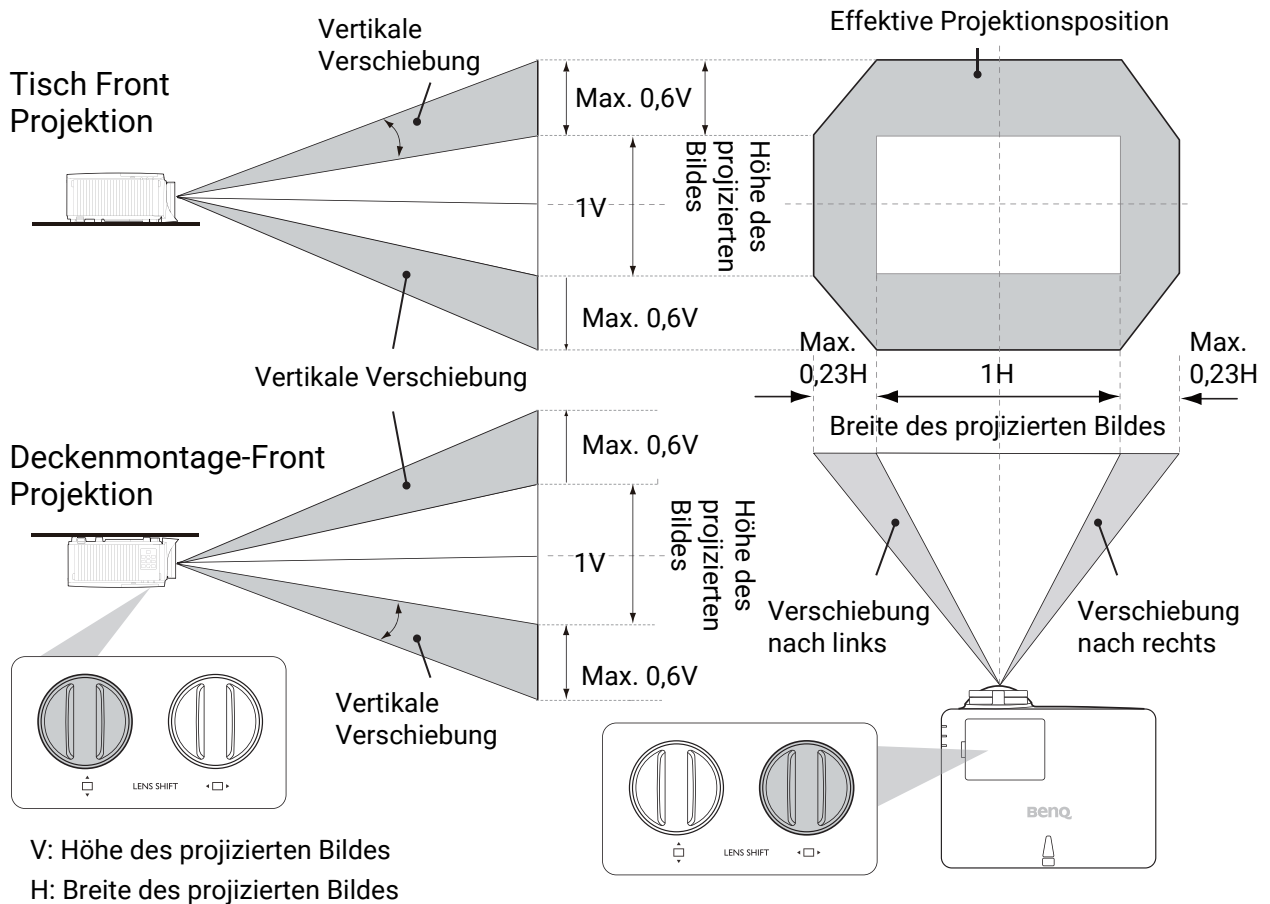 Effektive Projektionsposition
Vertikale
Verschiebung
Tisch Front
Projektion
Max. 0,6V
Höhe des
projizierten
Bildes
1V
Max. 0,6V
Vertikale Verschiebung
Max.
0,23H
1H
Max.
0,23H
Breite des projizierten Bildes
Deckenmontage-Front
Projektion
Max. 0,6V
Höhe des
projizierten
Bildes
1V
Max. 0,6V
Verschiebung
nach links
Verschiebung
nach rechts
Vertikale
Verschiebung
LENS SHIFT
LENS SHIFT
BenQ
V: Höhe des projizierten Bildes
H: Breite des projizierten Bildes